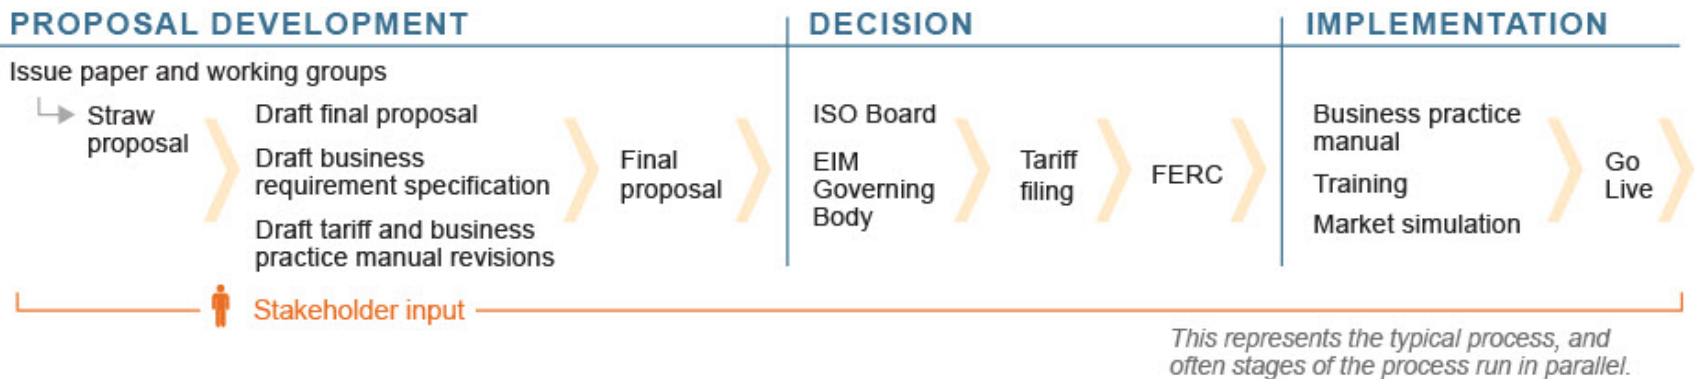 PROPOSAL DEVELOPMENT
Issue paper and working groups
Straw
proposal
Draft final proposal
Draft business
requirement specification
Draft tariff and business
practice manual revisions
Final
proposal
DECISION
ISO Board
EIM
Governing
Body
Tariff
filing
FERC
IMPLEMENTATION
Business practice
manual
Training
Market simulation
Go
Live
Stakeholder input
This represents the typical process, and
often stages of the process run in parallel.